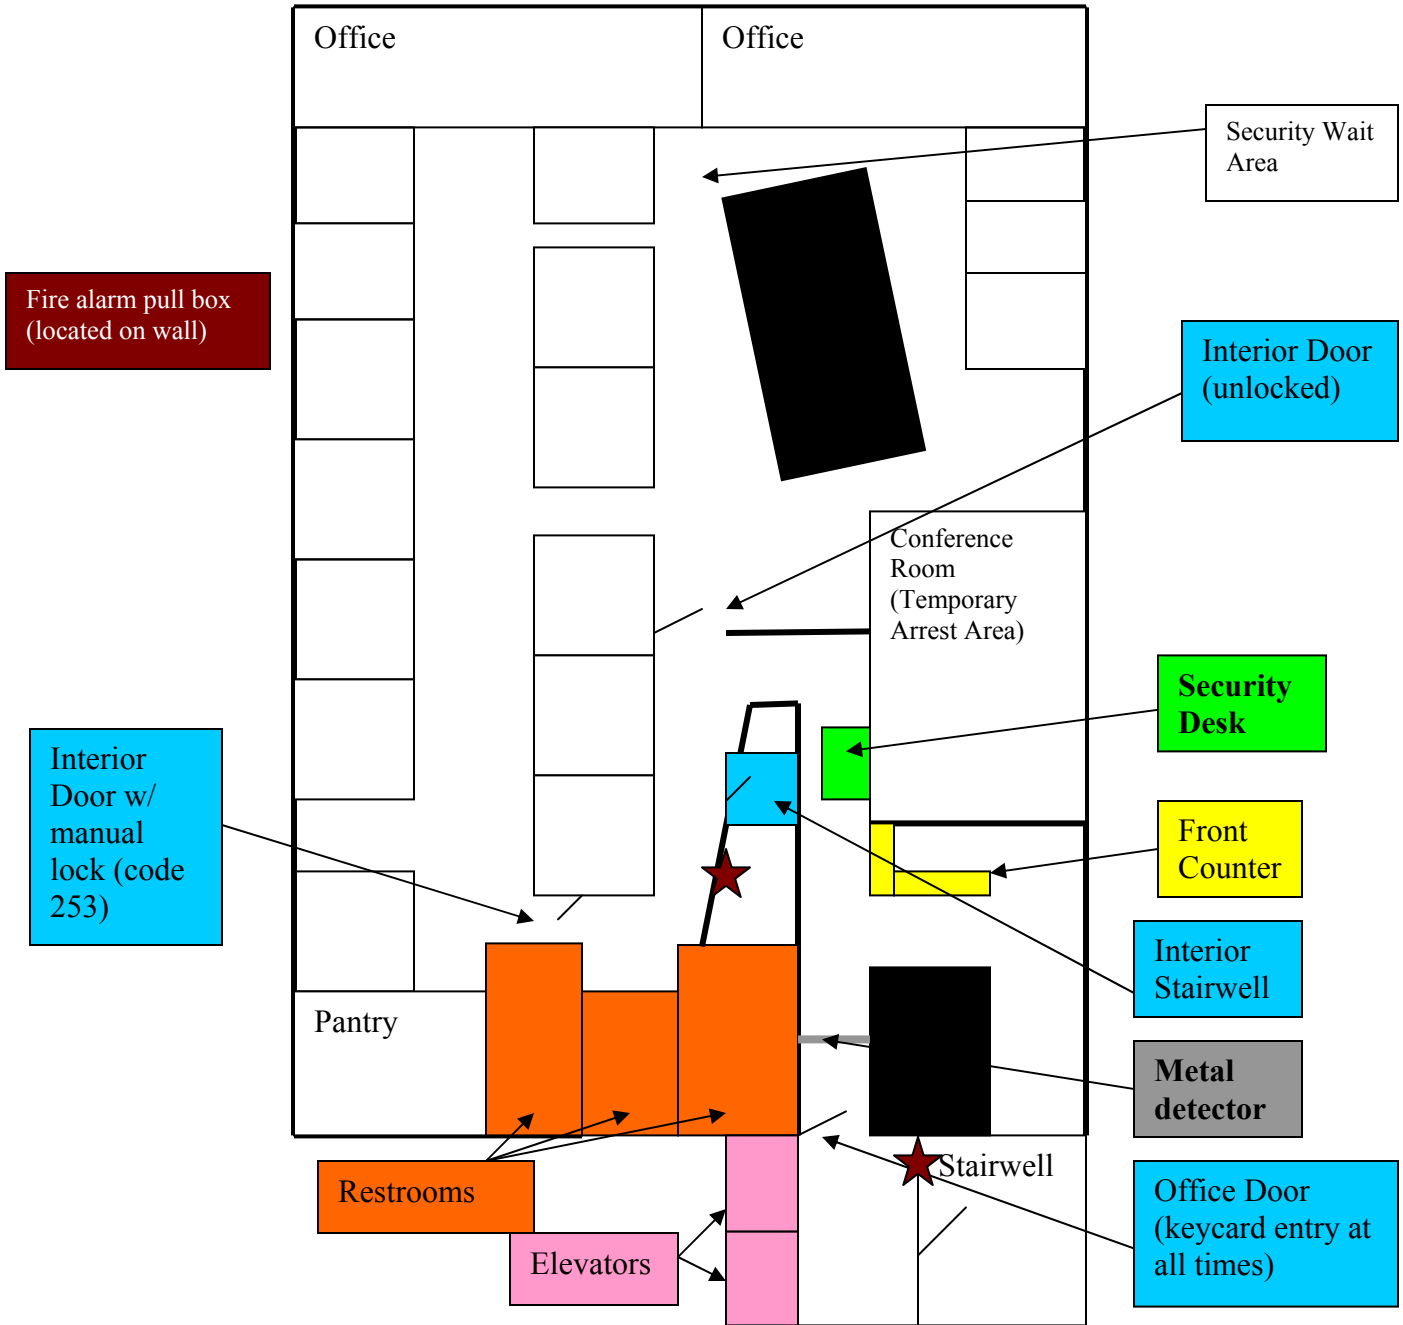 Office
Office
Security Wait
Area
Fire alarm pull box
(located on wall)
Interior Door
(unlocked)
Conference
Room
(Temporary
Arrest Area)
Security
Desk
Interior
Door w/
manual
lock (code
253)
Front
Counter
Interior
Stairwell
Pantry
Metal
detector
Stairwell
Restrooms
Office Door
(keycard entry at
all times)
Elevators